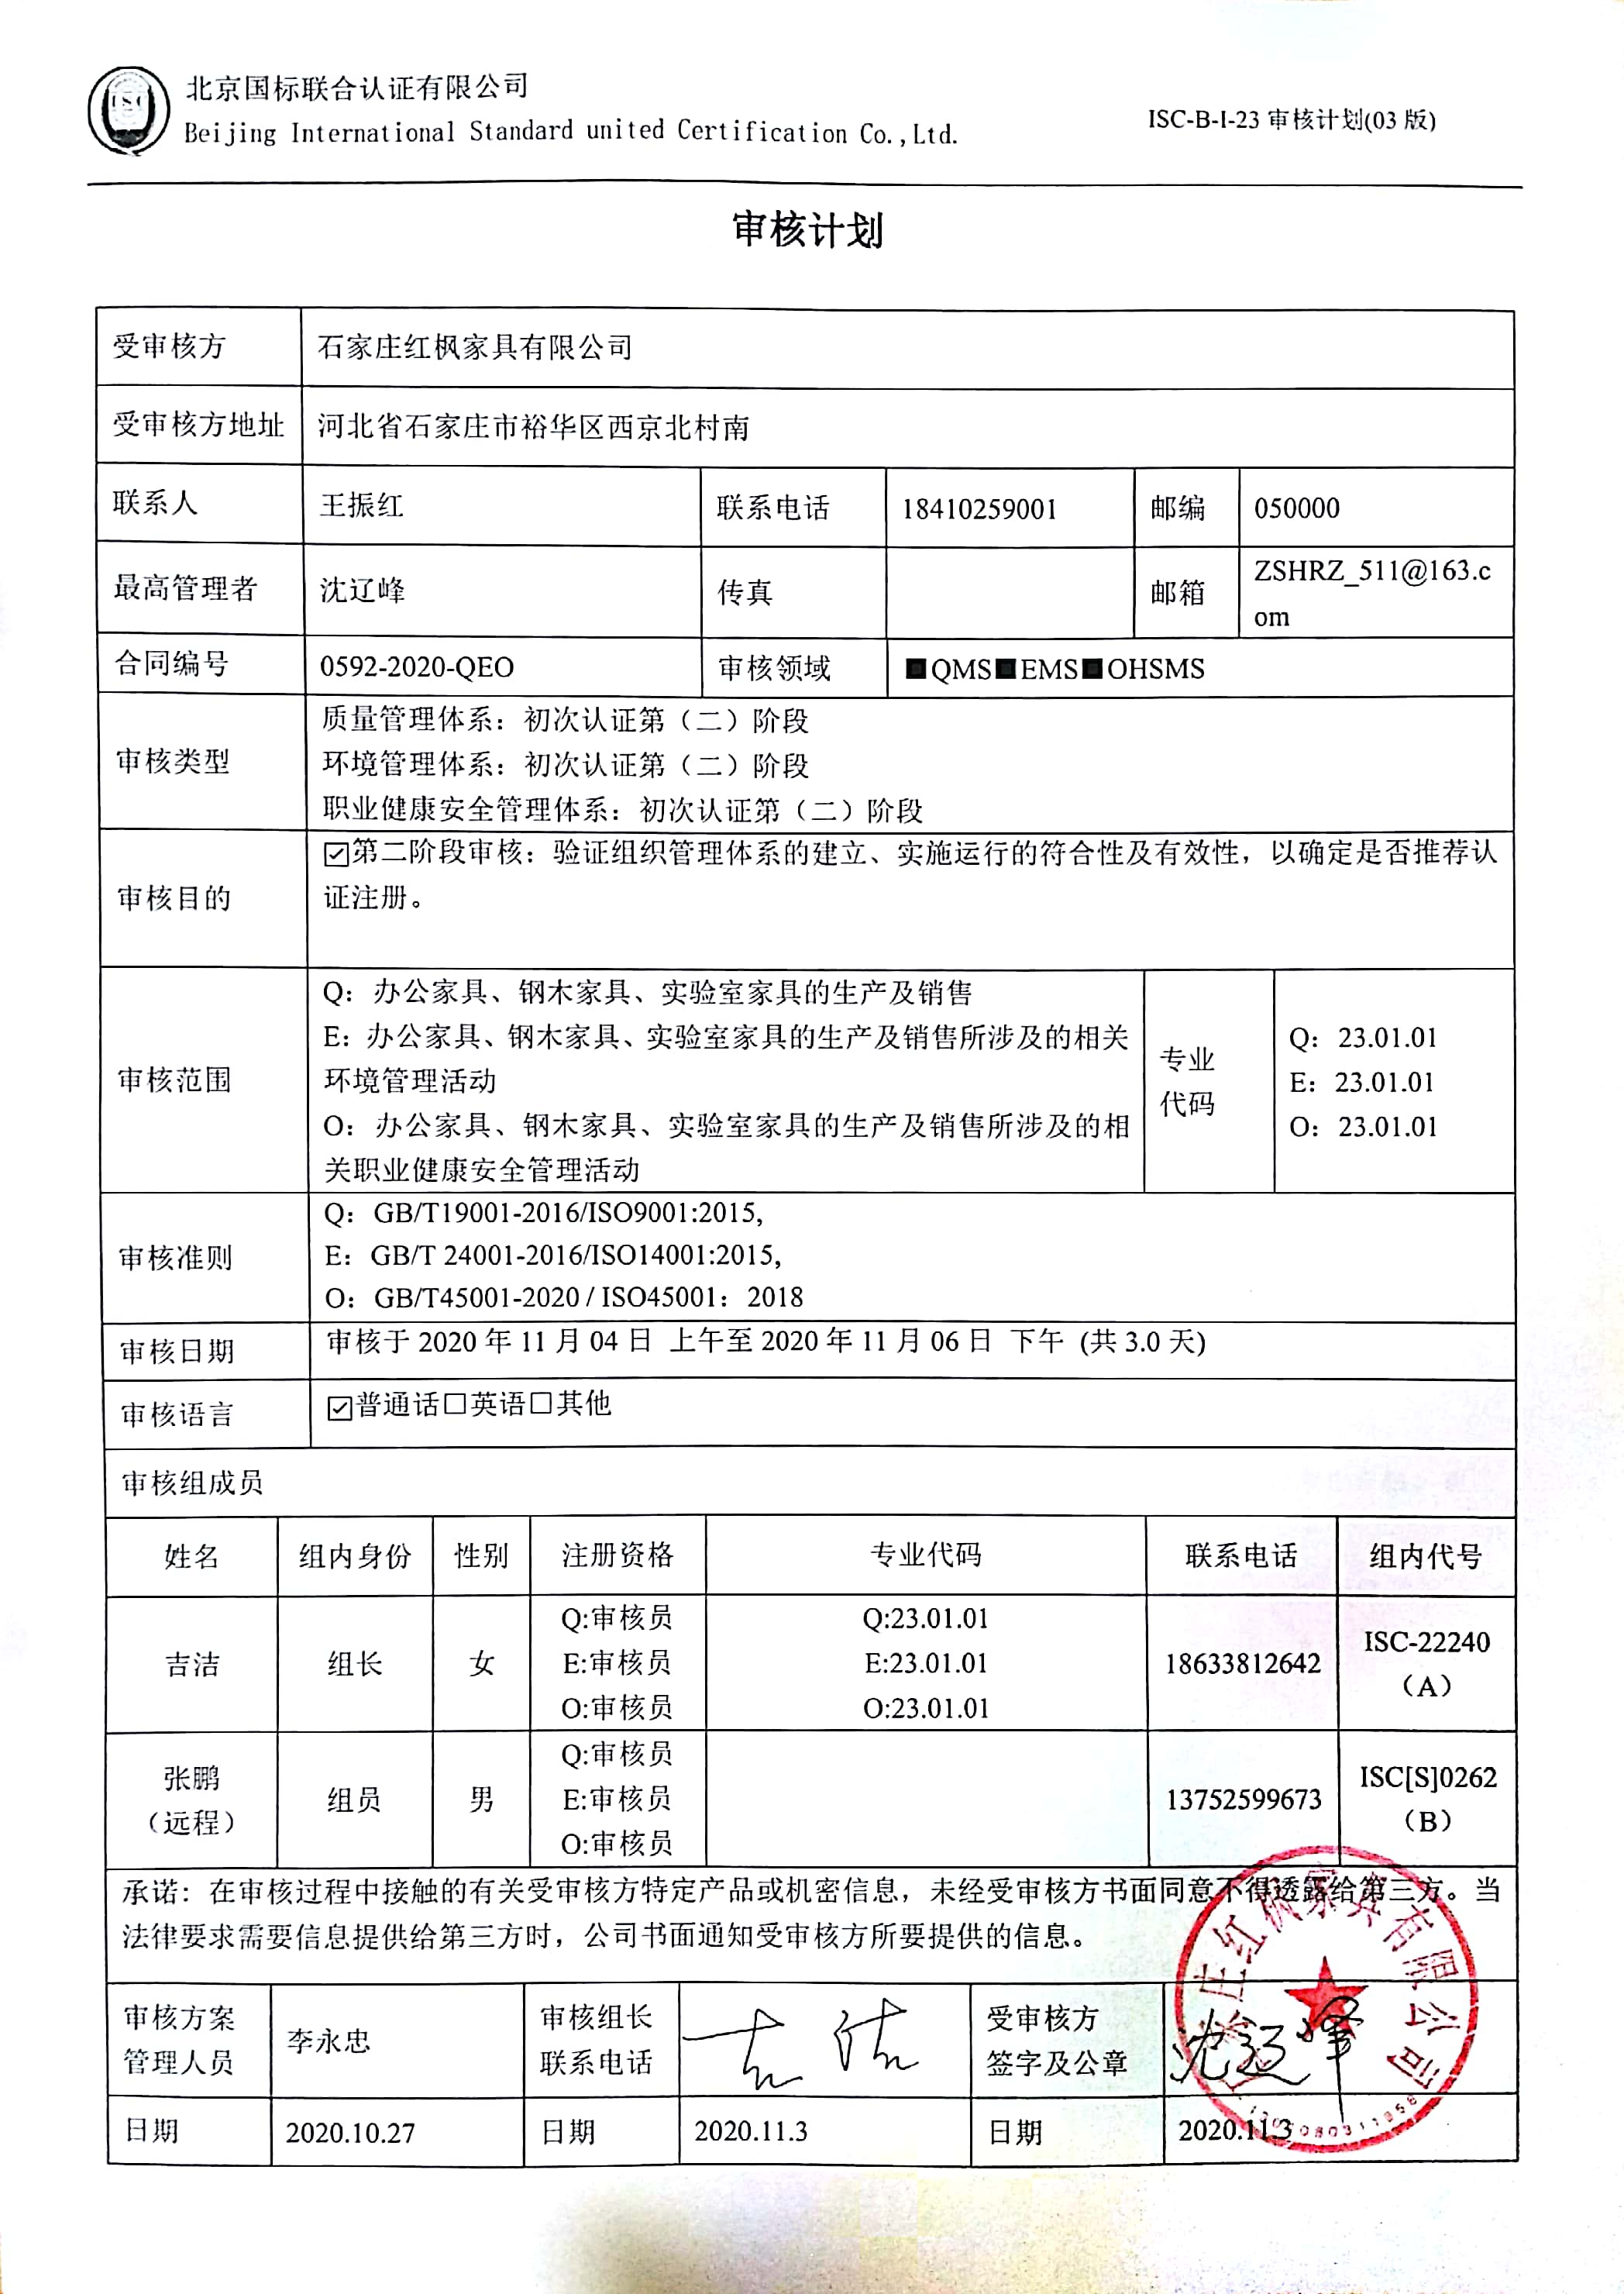 ISC
北京国标联合认证有限公司
Beijing International Standard united Certification Co.,Ltd.
ISC-B-I-23 审核计划(03 版)
审核计划
受审核方 石家庄红枫家具有限公司
受审核方地址 河北省石家庄市裕华区西京北村南
联系人 王振红 联系电话 18410259001 邮编 050000
最高管理者 沈辽峰 传真 邮箱 ZSHRZ_511@163.c
om
合同编号 0592-2020-QEO 审核领域 ■QMS■EMS■OHSMS
审核类型
质量管理体系：初次认证第（二）阶段
环境管理体系：初次认证第（二）阶段
职业健康安全管理体系：初次认证第（二）阶段
审核目的
☑第二阶段审核：验证组织管理体系的建立、实施运行的符合性及有效性，以确定是否推荐认
证注册。
审核范围
Q：办公家具、钢木家具、实验室家具的生产及销售
E：办公家具、钢木家具、实验室家具的生产及销售所涉及的相关
环境管理活动
O：办公家具、钢木家具、实验室家具的生产及销售所涉及的相
关职业健康安全管理活动
专业
代码
Q：23.01.01
E：23.01.01
O：23.01.01
审核准则
Q：GB/T19001-2016/ISO9001:2015,
E：GB/T 24001-2016/ISO14001:2015,
O：GB/T45001-2020 / ISO45001：2018
审核日期 审核于 2020 年 11 月 04 日 上午至 2020 年 11 月 06 日 下午 (共 3.0 天)
审核语言 ☑普通话□英语□其他
审核组成员
姓名 组内身份 性别 注册资格 专业代码 联系电话 组内代号
吉洁 组长 女
Q:审核员
E:审核员
O:审核员
Q:23.01.01
E:23.01.01
O:23.01.01
18633812642
ISC-22240
（A）
张鹏
（远程）
组员 男
Q:审核员
E:审核员
O:审核员
13752599673
ISC[S]0262
（B）
承诺：在审核过程中接触的有关受审核方特定产品或机密信息，未经受审核方书面同意不得透露给第三方。当
法律要求需要信息提供给第三方时，公司书面通知受审核方所要提供的信息。
审核方案
管理人员
李永忠
审核组长
联系电话
吉洁
受审核方
签字及公章
沈辽峰
庄红枫家具有限公司
日期 2020.10.27 日期 2020.11.3 日期 2020.11.3